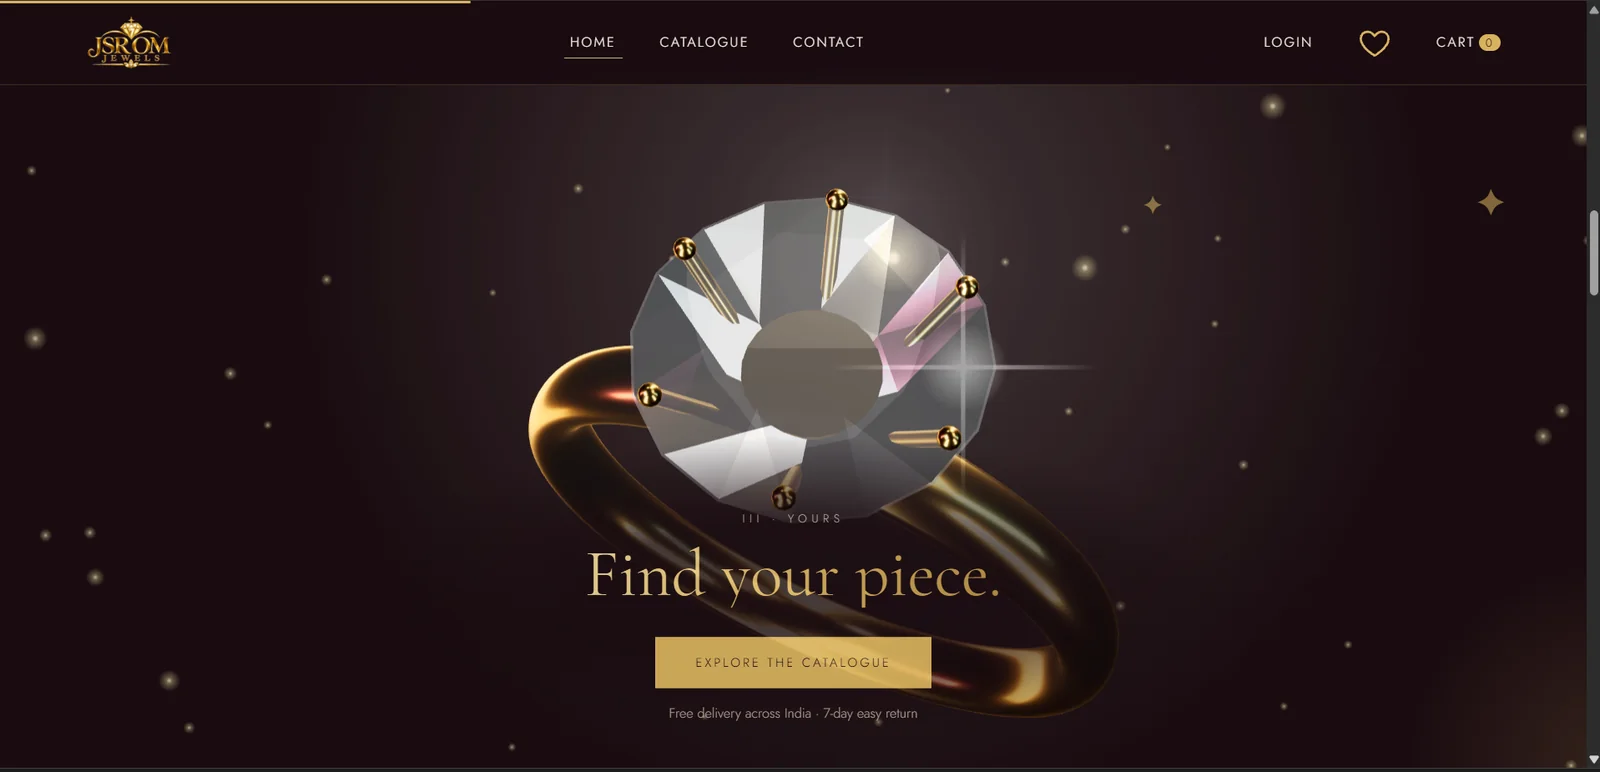 JSROM
JEWELS
HOME
CATALOGUE
CONTACT
LOGIN
CART 0
III · YOURS
Find your piece.
EXPLORE THE CATALOGUE
Free delivery across India · 7-day easy return